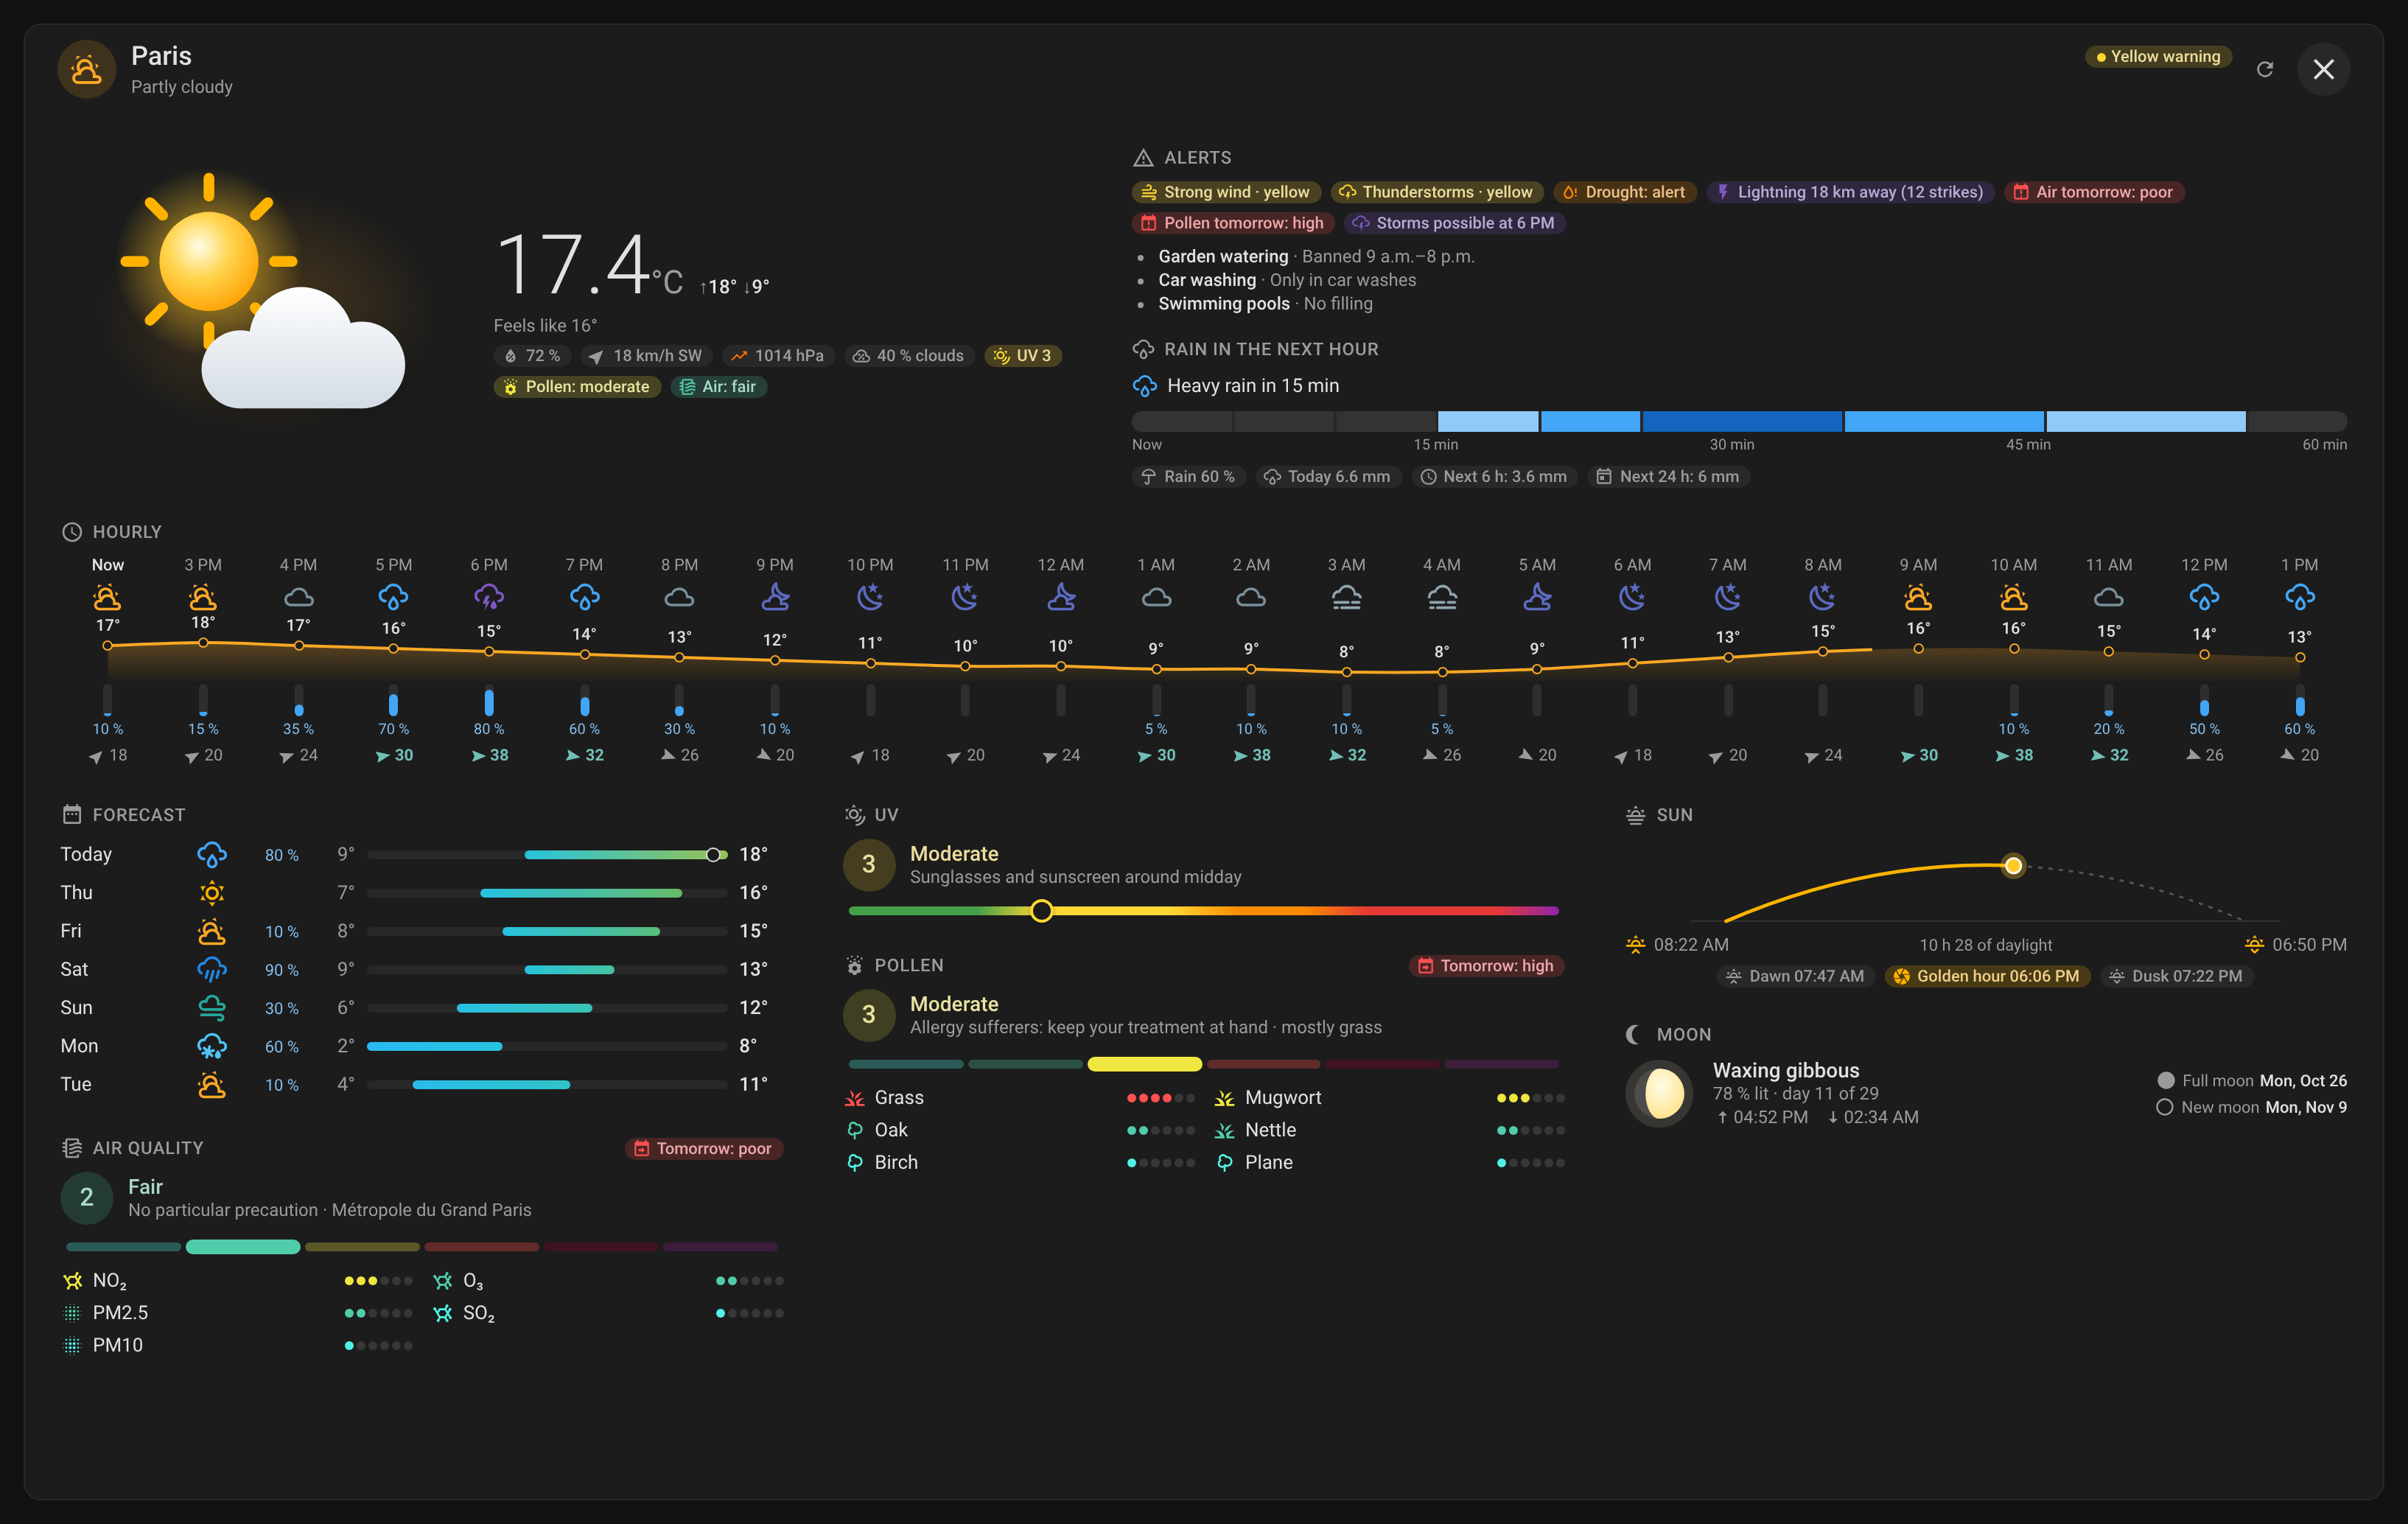 Paris
Partly cloudy
Yellow warning
17.4°C ↑18° ↓9°
Feels like 16°
72 % 18 km/h SW 1014 hPa 40 % clouds UV 3
Pollen: moderate Air: fair
ALERTS
Strong wind · yellow Thunderstorms · yellow Drought: alert Lightning 18 km away (12 strikes) Air tomorrow: poor
Pollen tomorrow: high Storms possible at 6 PM
• Garden watering · Banned 9 a.m.–8 p.m.
• Car washing · Only in car washes
• Swimming pools · No filling
RAIN IN THE NEXT HOUR
Heavy rain in 15 min
Now 15 min 30 min 45 min 60 min
Rain 60 % Today 6.6 mm Next 6 h: 3.6 mm Next 24 h: 6 mm
HOURLY
Now 3 PM 4 PM 5 PM 6 PM 7 PM 8 PM 9 PM 10 PM 11 PM 12 AM 1 AM 2 AM 3 AM 4 AM 5 AM 6 AM 7 AM 8 AM 9 AM 10 AM 11 AM 12 PM 1 PM
17° 18° 17° 16° 15° 14° 13° 12° 11° 10° 10° 9° 9° 8° 8° 9° 11° 13° 15° 16° 16° 15° 14° 13°
10 % 15 % 35 % 70 % 80 % 60 % 30 % 10 % 5 % 10 % 10 % 5 % 10 % 20 % 50 % 60 %
18 20 24 30 38 32 26 20 18 20 24 30 38 32 26 20 18 20 24 30 38 32 26 20
FORECAST
Today 80 % 9° 18°
Thu 7° 16°
Fri 10 % 8° 15°
Sat 90 % 9° 13°
Sun 30 % 6° 12°
Mon 60 % 2° 8°
Tue 10 % 4° 11°
AIR QUALITY Tomorrow: poor
2 Fair
No particular precaution · Métropole du Grand Paris
NO₂ O₃
PM2.5 SO₂
PM10
UV
3 Moderate
Sunglasses and sunscreen around midday
POLLEN Tomorrow: high
3 Moderate
Allergy sufferers: keep your treatment at hand · mostly grass
Grass Mugwort
Oak Nettle
Birch Plane
SUN
08:22 AM 10 h 28 of daylight 06:50 PM
Dawn 07:47 AM Golden hour 06:06 PM Dusk 07:22 PM
MOON
Waxing gibbous
78 % lit · day 11 of 29
↑ 04:52 PM ↓ 02:34 AM
Full moon Mon, Oct 26
New moon Mon, Nov 9